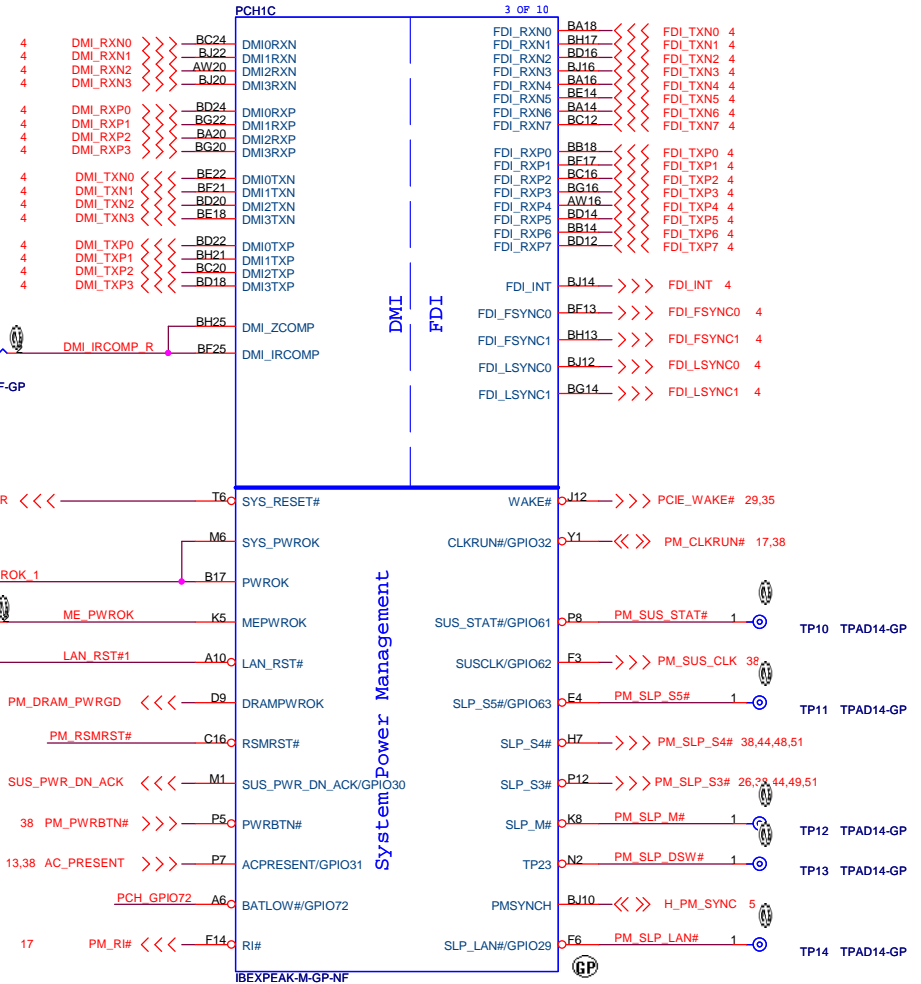 PCH1C 3 OF 10
4 DMI_RXN0 BC24 DMI0RXN
4 DMI_RXN1 BJ22 DMI1RXN
4 DMI_RXN2 AW20 DMI2RXN
4 DMI_RXN3 BJ20 DMI3RXN
4 DMI_RXP0 BD24 DMI0RXP
4 DMI_RXP1 BG22 DMI1RXP
4 DMI_RXP2 BA20 DMI2RXP
4 DMI_RXP3 BG20 DMI3RXP
4 DMI_TXN0 BE22 DMI0TXN
4 DMI_TXN1 BF21 DMI1TXN
4 DMI_TXN2 BD20 DMI2TXN
4 DMI_TXN3 BE18 DMI3TXN
4 DMI_TXP0 BD22 DMI0TXP
4 DMI_TXP1 BH21 DMI1TXP
4 DMI_TXP2 BC20 DMI2TXP
4 DMI_TXP3 BD18 DMI3TXP
BH25 DMI_ZCOMP
2 DMI_IRCOMP_R BF25 DMI_IRCOMP
F-GP
DMI
FDI
FDI_RXN0 BA18 FDI_TXN0 4
FDI_RXN1 BH17 FDI_TXN1 4
FDI_RXN2 BD16 FDI_TXN2 4
FDI_RXN3 BJ16 FDI_TXN3 4
FDI_RXN4 BA16 FDI_TXN4 4
FDI_RXN5 BE14 FDI_TXN5 4
FDI_RXN6 BA14 FDI_TXN6 4
FDI_RXN7 BC12 FDI_TXN7 4
FDI_RXP0 BB18 FDI_TXP0 4
FDI_RXP1 BF17 FDI_TXP1 4
FDI_RXP2 BC16 FDI_TXP2 4
FDI_RXP3 BG16 FDI_TXP3 4
FDI_RXP4 AW16 FDI_TXP4 4
FDI_RXP5 BD14 FDI_TXP5 4
FDI_RXP6 BB14 FDI_TXP6 4
FDI_RXP7 BD12 FDI_TXP7 4
FDI_INT BJ14 FDI_INT 4
FDI_FSYNC0 BF13 FDI_FSYNC0 4
FDI_FSYNC1 BH13 FDI_FSYNC1 4
FDI_LSYNC0 BJ12 FDI_LSYNC0 4
FDI_LSYNC1 BG14 FDI_LSYNC1 4
R T6 SYS_RESET#
M6 SYS_PWROK
ROK_1 B17 PWROK
2 ME_PWROK K5 MEPWROK
LAN_RST#1 A10 LAN_RST#
PM_DRAM_PWRGD D9 DRAMPWROK
PM_RSMRST# C16 RSMRST#
SUS_PWR_DN_ACK M1 SUS_PWR_DN_ACK/GPIO30
38 PM_PWRBTN# P5 PWRBTN#
13,38 AC_PRESENT P7 ACPRESENT/GPIO31
PCH_GPIO72 A6 BATLOW#/GPIO72
17 PM_RI# F14 RI#
System Power Management
WAKE# J12 PCIE_WAKE# 29,35
CLKRUN#/GPIO32 Y1 PM_CLKRUN# 17,38
SUS_STAT#/GPIO61 P8 PM_SUS_STAT# 1 TP10 TPAD14-GP
SUSCLK/GPIO62 F3 PM_SUS_CLK 38
SLP_S5#/GPIO63 E4 PM_SLP_S5# 1 TP11 TPAD14-GP
SLP_S4# H7 PM_SLP_S4# 38,44,48,51
SLP_S3# P12 PM_SLP_S3# 26,38,44,49,51
SLP_M# K8 PM_SLP_M# 1 TP12 TPAD14-GP
TP23 N2 PM_SLP_DSW# 1 TP13 TPAD14-GP
PMSYNCH BJ10 H_PM_SYNC 5
SLP_LAN#/GPIO29 F6 PM_SLP_LAN# 1 TP14 TPAD14-GP
IBEXPEAK-M-GP-NF
GP